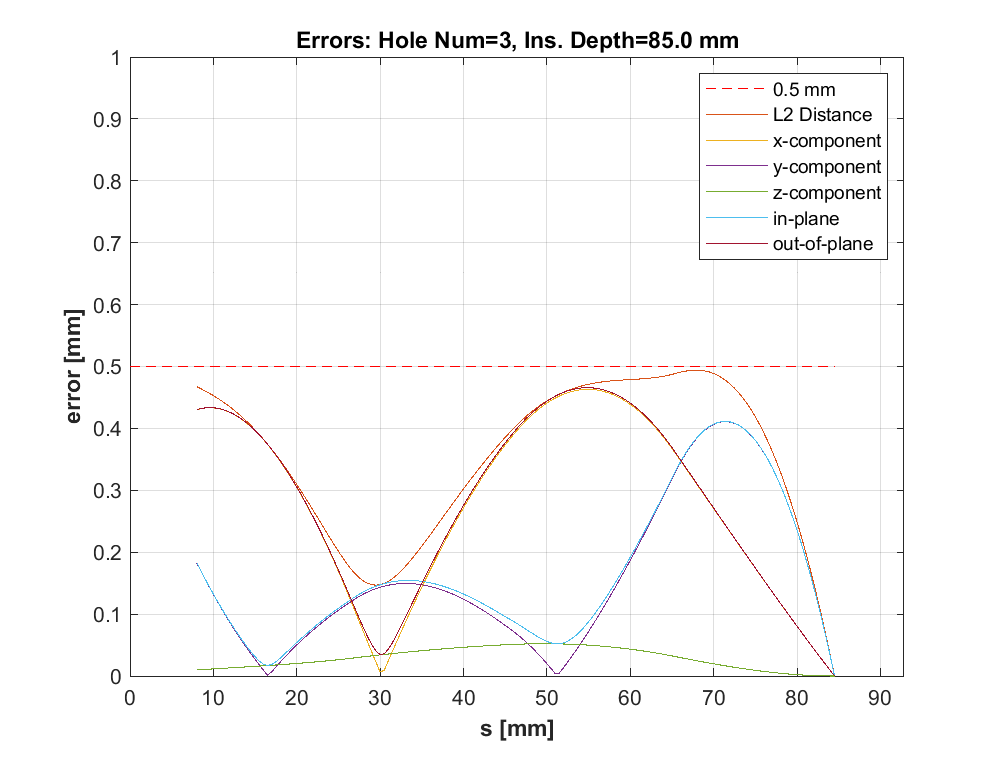 Errors: Hole Num=3, Ins. Depth=85.0 mm
1
0.9
0.8
0.7
0.6
0.5
0.4
0.3
0.2
0.1
0
error [mm]
0.5 mm
L2 Distance
x-component
y-component
z-component
in-plane
out-of-plane
0 10 20 30 40 50 60 70 80 90
s [mm]